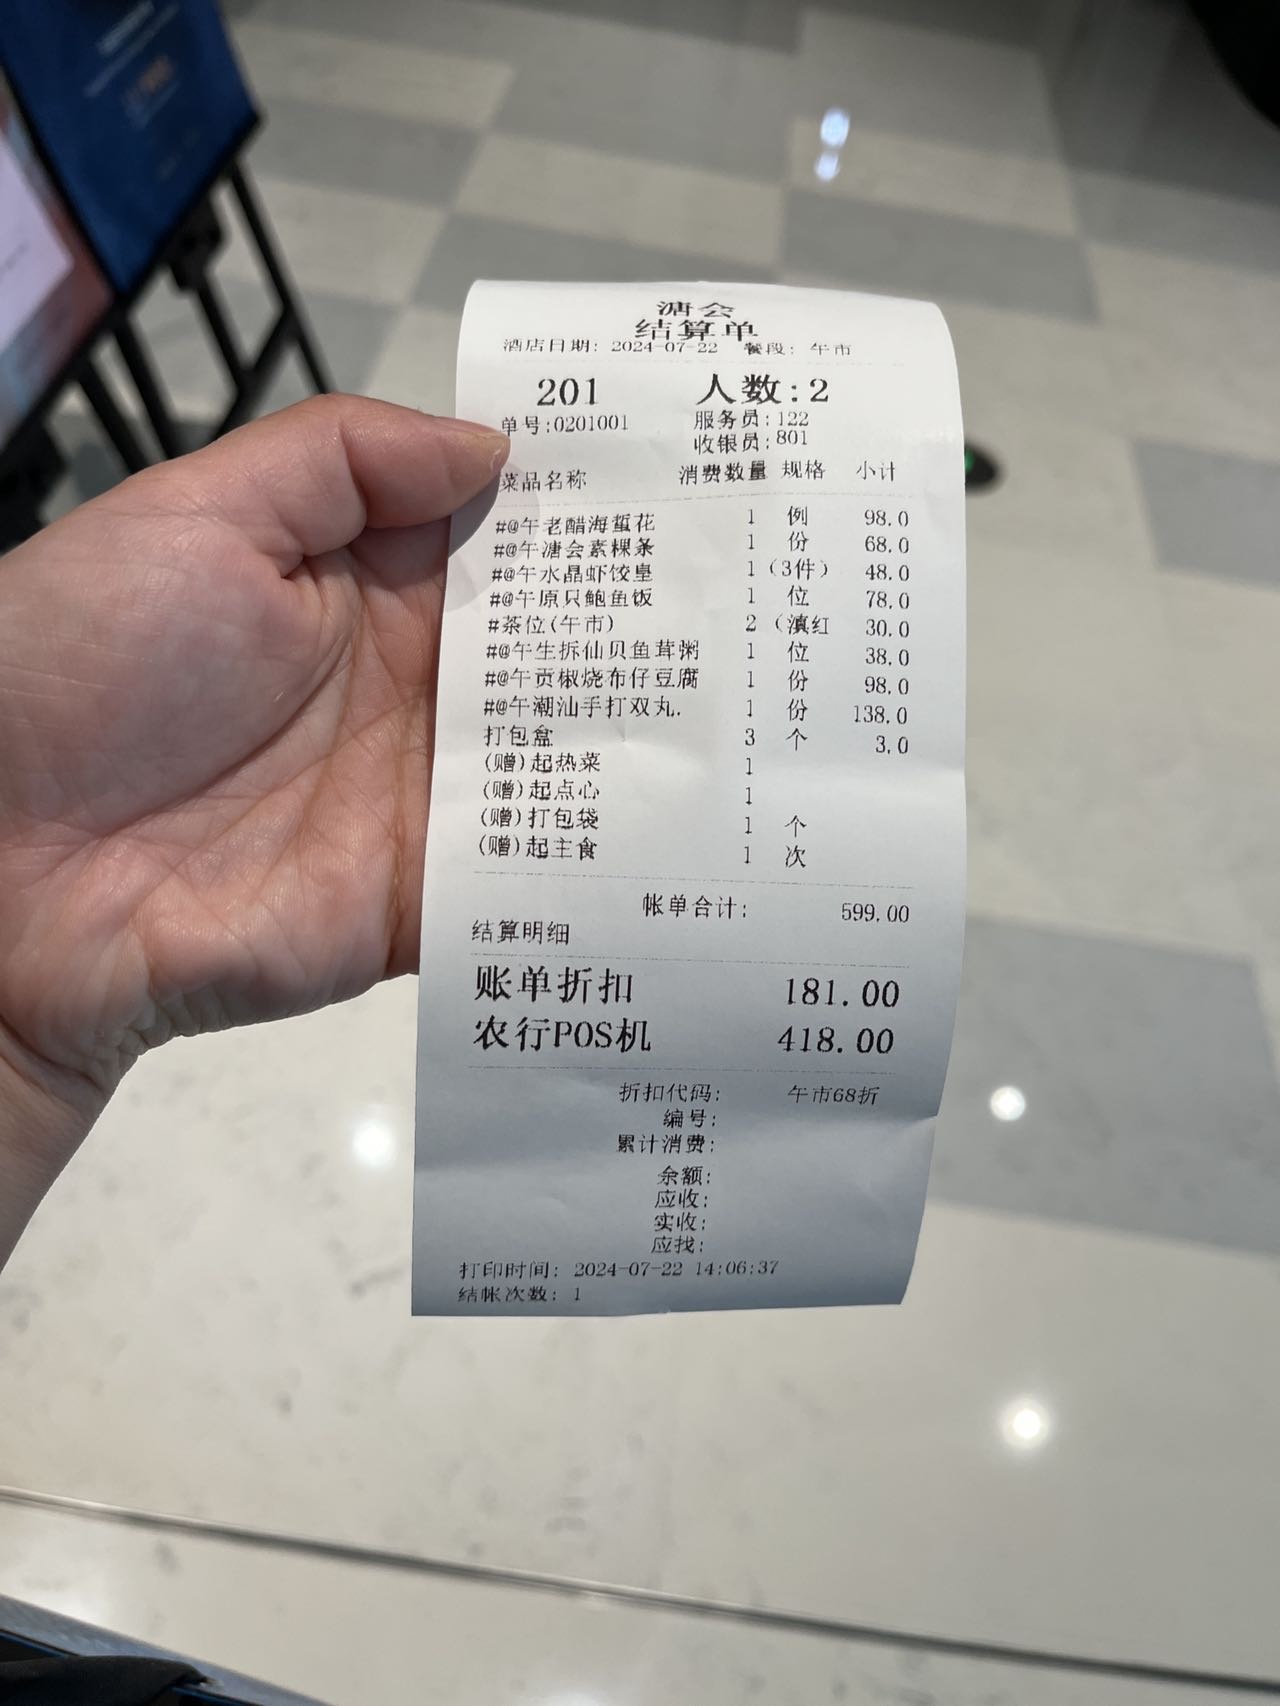 溏会
结算单
酒店日期: 2024-07-22 餐段: 午市
201 人数:2
单号:0201001 服务员:122
收银员:801
菜品名称 消费数量 规格 小计
#@午老醋海蜇花 1 例 98.0
#@午溏会素粿条 1 份 68.0
#@午水晶虾饺皇 1 (3件) 48.0
#@午原只鲍鱼饭 1 位 78.0
#茶位(午市) 2 (滇红 30.0
#@午生拆仙贝鱼茸粥 1 位 38.0
#@午贡椒烧布仔豆腐 1 份 98.0
#@午潮汕手打双丸. 1 份 138.0
打包盒 3 个 3.0
(赠)起热菜 1
(赠)起点心 1
(赠)打包袋 1 个
(赠)起主食 1 次
帐单合计: 599.00
结算明细
账单折扣 181.00
农行POS机 418.00
折扣代码: 午市68折
编号:
累计消费:
余额:
应收:
实收:
应找:
打印时间: 2024-07-22 14:06:37
结帐次数: 1